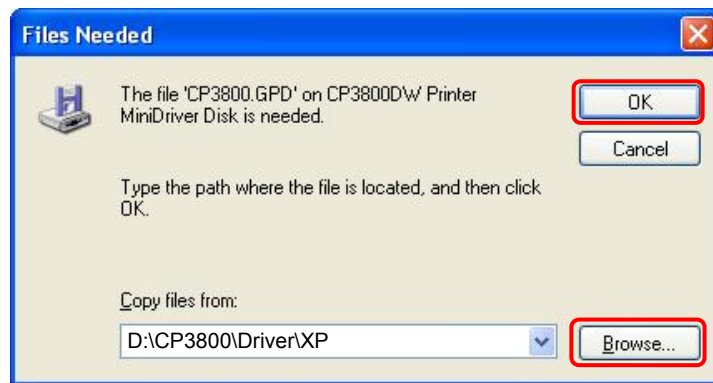 Files Needed
The file 'CP3800.GPD' on CP3800DW Printer
MiniDriver Disk is needed.
OK
Cancel
Type the path where the file is located, and then click
OK.
Copy files from:
D:\CP3800\Driver\XP
Browse...